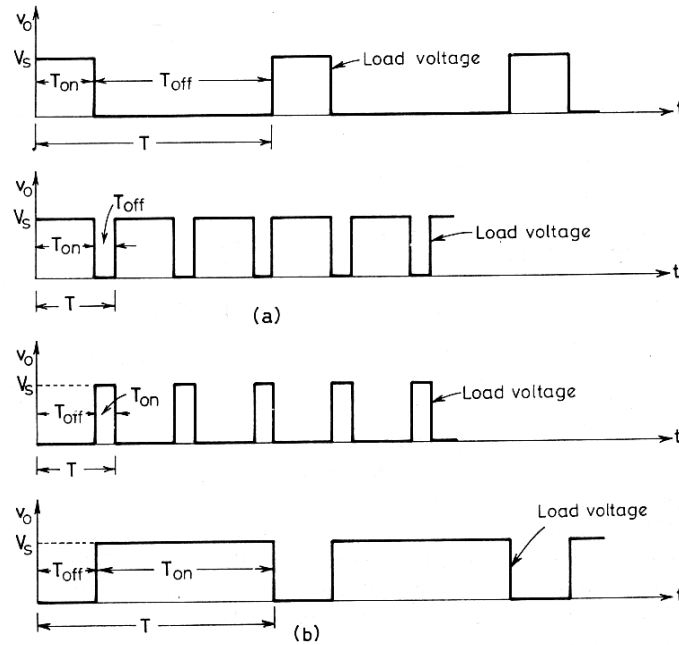 v₀
Vₛ
Tₒₙ Tₒff Load voltage
t
T
v₀
Vₛ Tₒff
Tₒₙ Load voltage
t
T
(a)
v₀
Vₛ
Tₒff Tₒₙ Load voltage
t
T
v₀
Load voltage
Vₛ
Tₒff Tₒₙ
t
T
(b)